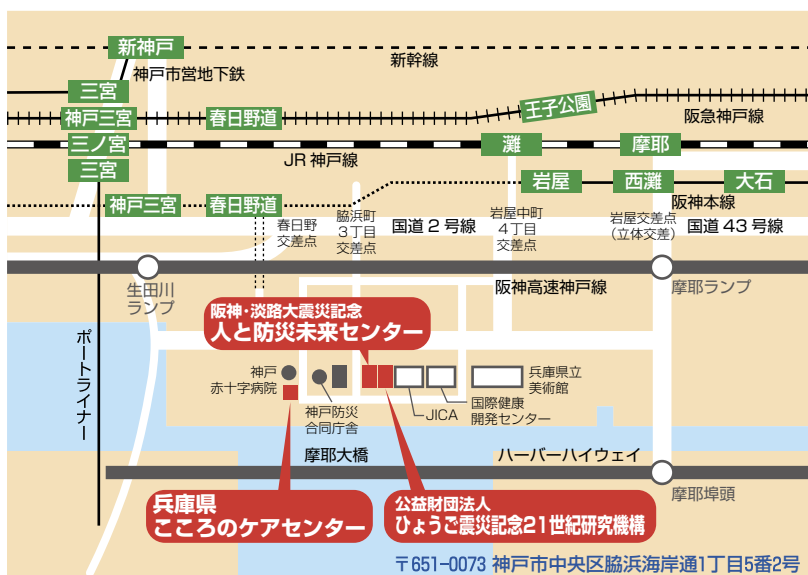 新神戸
新幹線
神戸市営地下鉄
三宮
神戸三宮
春日野道
王子公園
阪急神戸線
三ノ宮
JR神戸線
灘
摩耶
三宮
岩屋
西灘
大石
阪神本線
神戸三宮
春日野道
春日野
交差点
脇浜町
3丁目
交差点
国道2号線
岩屋中町
4丁目
交差点
岩屋交差点
(立体交差)
国道43号線
生田川
ランプ
阪神高速神戸線
摩耶ランプ
阪神・淡路大震災記念
人と防災未来センター
ポートライナー
神戸
赤十字病院
神戸防災
合同庁舎
JICA
国際健康
開発センター
兵庫県立
美術館
摩耶大橋
ハーバーハイウェイ
摩耶埠頭
兵庫県
こころのケアセンター
公益財団法人
ひょうご震災記念21世紀研究機構
〒651-0073 神戸市中央区脇浜海岸通1丁目5番2号